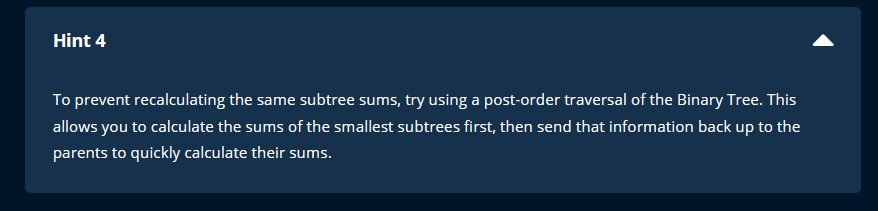 Hint 4
To prevent recalculating the same subtree sums, try using a post-order traversal of the Binary Tree. This
allows you to calculate the sums of the smallest subtrees first, then send that information back up to the
parents to quickly calculate their sums.